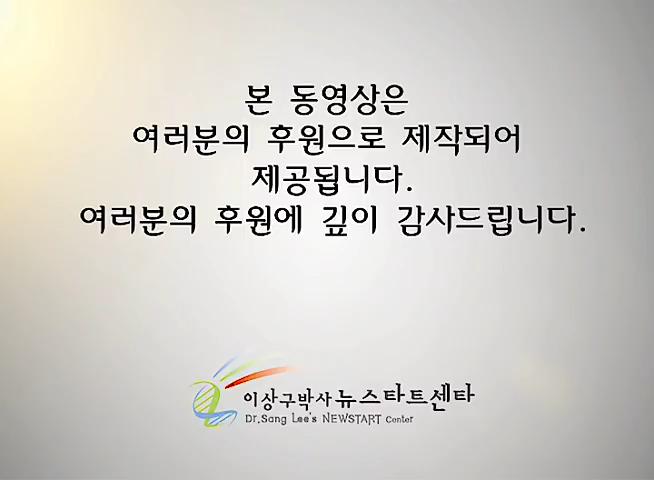 본 동영상은
여러분의 후원으로 제작되어
제공됩니다.
여러분의 후원에 깊이 감사드립니다.
이상구박사 뉴스타트센타
Dr.Sang Lee's NEWSTART Center